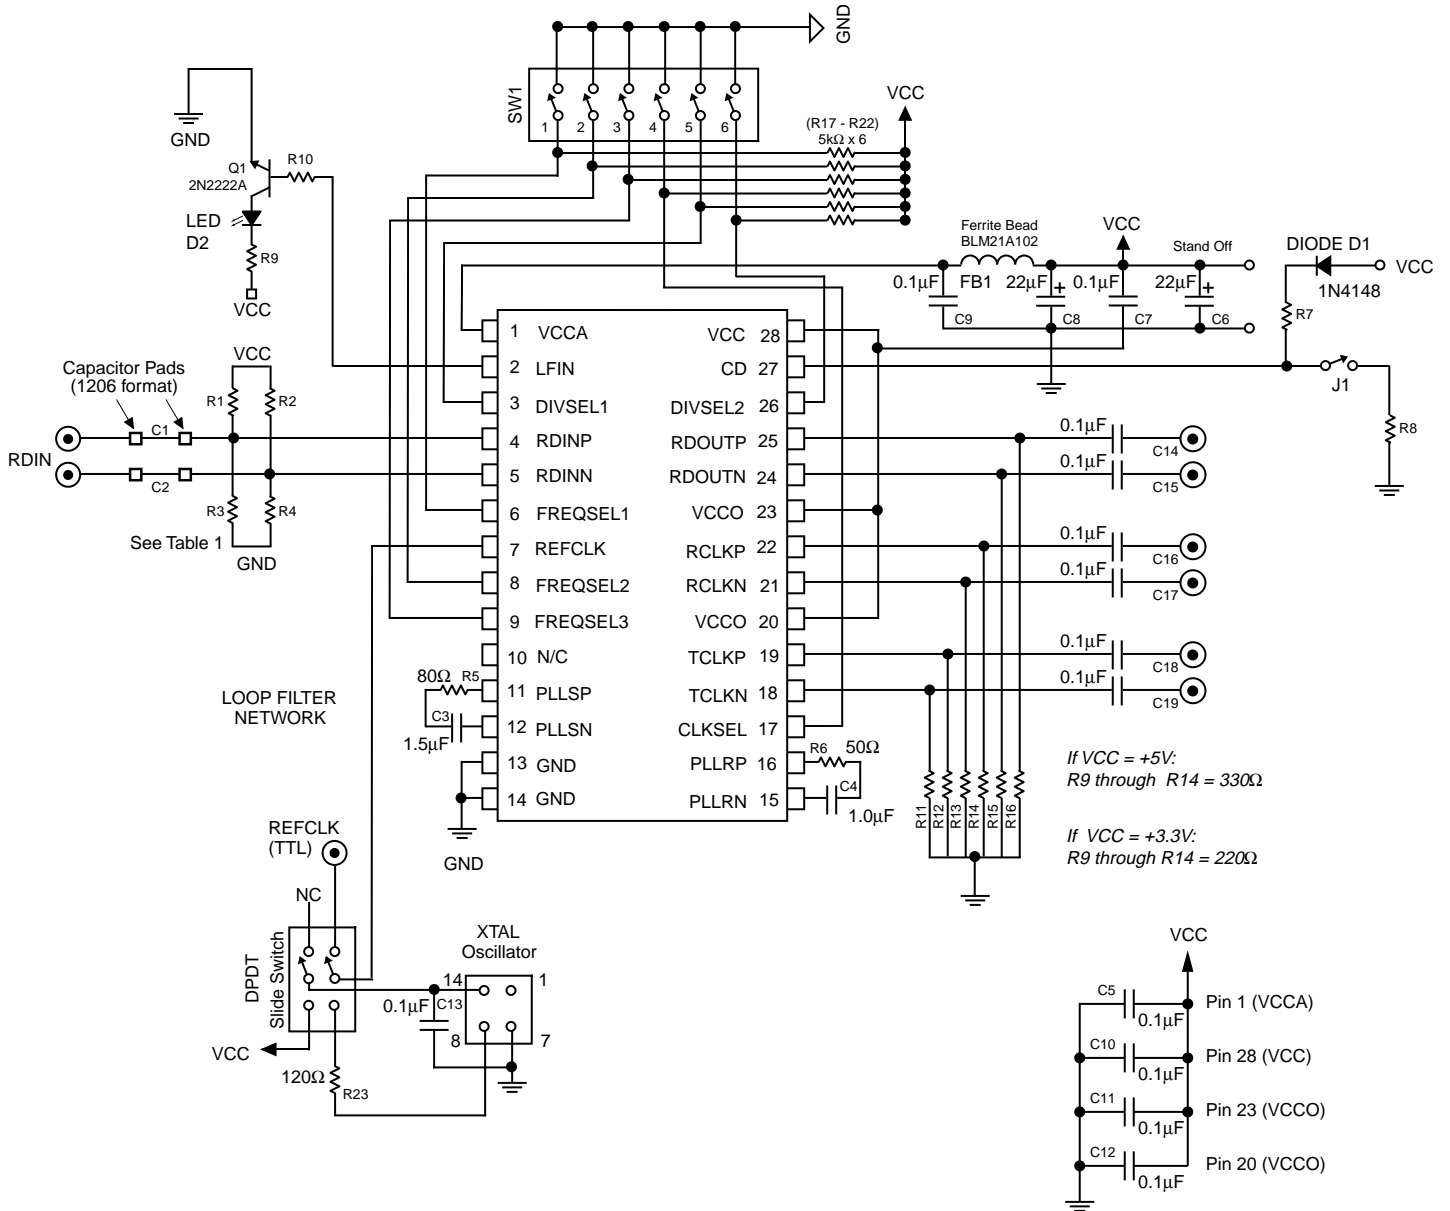 GND
SW1
1
2
3
4
5
6
VCC
(R17 - R22)
5kΩ x 6
GND
Q1
2N2222A
R10
LED
D2
R9
VCC
Ferrite Bead
BLM21A102
VCC
Stand Off
DIODE D1
VCC
1N4148
0.1µF
FB1
22µF
+
0.1µF
22µF
+
C9
C8
C7
C6
R7
J1
R8
Capacitor Pads
(1206 format)
VCC
R1
R2
C1
RDIN
C2
R3
R4
See Table 1
GND
1 VCCA
2 LFIN
3 DIVSEL1
4 RDINP
5 RDINN
6 FREQSEL1
7 REFCLK
8 FREQSEL2
9 FREQSEL3
10 N/C
11 PLLSP
12 PLLSN
13 GND
14 GND
VCC 28
CD 27
DIVSEL2 26
RDOUTP 25
RDOUTN 24
VCCO 23
RCLKP 22
RCLKN 21
VCCO 20
TCLKP 19
TCLKN 18
CLKSEL 17
PLLRP 16
PLLRN 15
0.1µF
C14
0.1µF
C15
0.1µF
C16
0.1µF
C17
0.1µF
C18
0.1µF
C19
LOOP FILTER
NETWORK
80Ω
R5
C3
1.5µF
GND
R6
50Ω
C4
1.0µF
R11
R12
R13
R14
R15
R16
If VCC = +5V:
R9 through R14 = 330Ω
If VCC = +3.3V:
R9 through R14 = 220Ω
REFCLK
(TTL)
NC
DPDT
Slide Switch
VCC
120Ω
R23
XTAL
Oscillator
14
1
0.1µF
C13
8
7
VCC
C5
0.1µF
Pin 1 (VCCA)
C10
0.1µF
Pin 28 (VCC)
C11
0.1µF
Pin 23 (VCCO)
C12
0.1µF
Pin 20 (VCCO)